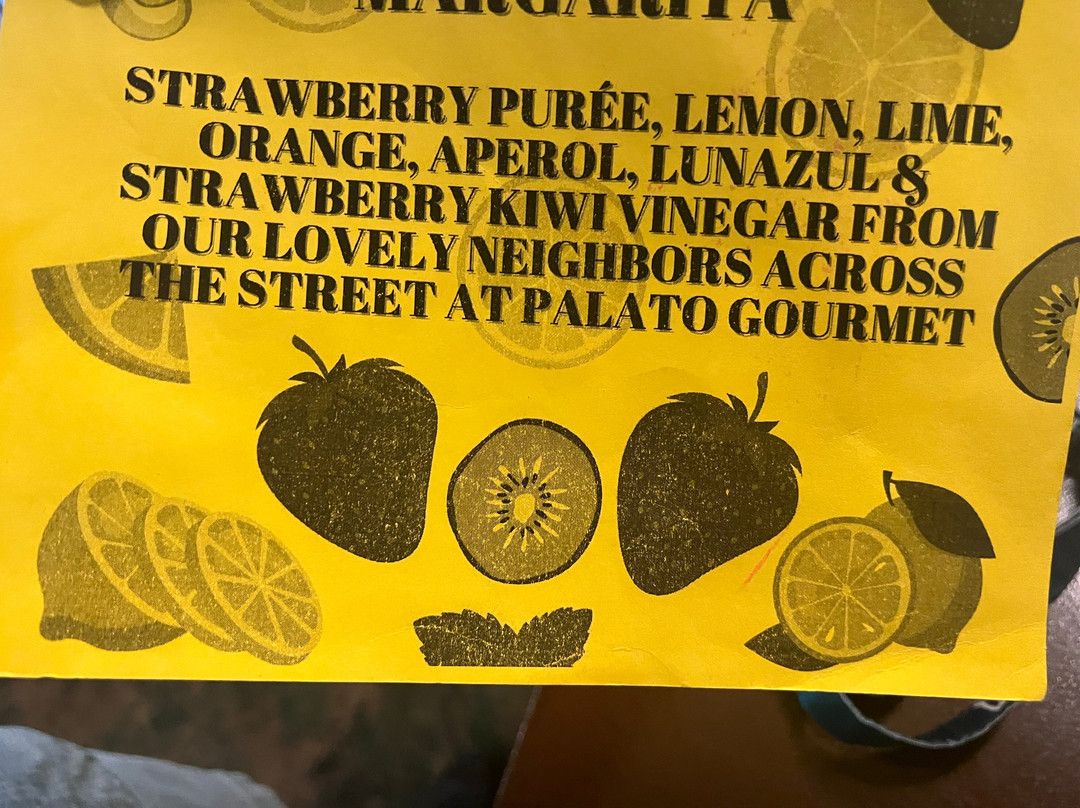 MARGARITA
STRAWBERRY PURÉE, LEMON, LIME,
ORANGE, APEROL, LUNAZUL &
STRAWBERRY KIWI VINEGAR FROM
OUR LOVELY NEIGHBORS ACROSS
THE STREET AT PALATO GOURMET